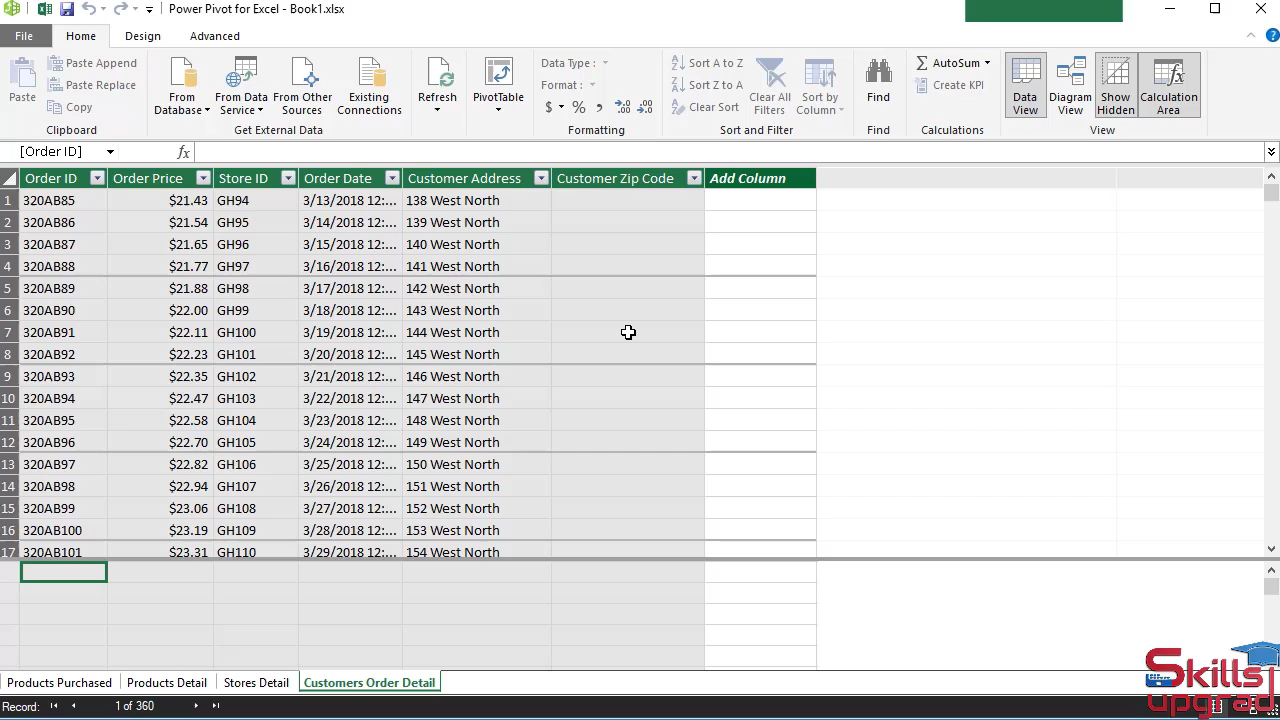 Power Pivot for Excel - Book1.xlsx
File Home Design Advanced
Paste
Paste Append
Paste Replace
Copy
Clipboard
From Database
From Data Service
From Other Sources
Existing Connections
Get External Data
Refresh
PivotTable
Data Type :
Format :
$ % , .00 .00
Formatting
Sort A to Z
Sort Z to A
Clear Sort
Clear All Filters
Sort by Column
Sort and Filter
Find
Find
AutoSum
Create KPI
Calculations
Data View
Diagram View
Show Hidden
Calculation Area
View
[Order ID] fx
Order ID Order Price Store ID Order Date Customer Address Customer Zip Code Add Column
1 320AB85 $21.43 GH94 3/13/2018 12:... 138 West North
2 320AB86 $21.54 GH95 3/14/2018 12:... 139 West North
3 320AB87 $21.65 GH96 3/15/2018 12:... 140 West North
4 320AB88 $21.77 GH97 3/16/2018 12:... 141 West North
5 320AB89 $21.88 GH98 3/17/2018 12:... 142 West North
6 320AB90 $22.00 GH99 3/18/2018 12:... 143 West North
7 320AB91 $22.11 GH100 3/19/2018 12:... 144 West North
8 320AB92 $22.23 GH101 3/20/2018 12:... 145 West North
9 320AB93 $22.35 GH102 3/21/2018 12:... 146 West North
10 320AB94 $22.47 GH103 3/22/2018 12:... 147 West North
11 320AB95 $22.58 GH104 3/23/2018 12:... 148 West North
12 320AB96 $22.70 GH105 3/24/2018 12:... 149 West North
13 320AB97 $22.82 GH106 3/25/2018 12:... 150 West North
14 320AB98 $22.94 GH107 3/26/2018 12:... 151 West North
15 320AB99 $23.06 GH108 3/27/2018 12:... 152 West North
16 320AB100 $23.19 GH109 3/28/2018 12:... 153 West North
17 320AB101 $23.31 GH110 3/29/2018 12:... 154 West North
Products Purchased Products Detail Stores Detail Customers Order Detail
Record: 1 of 360
Skills
upgrad